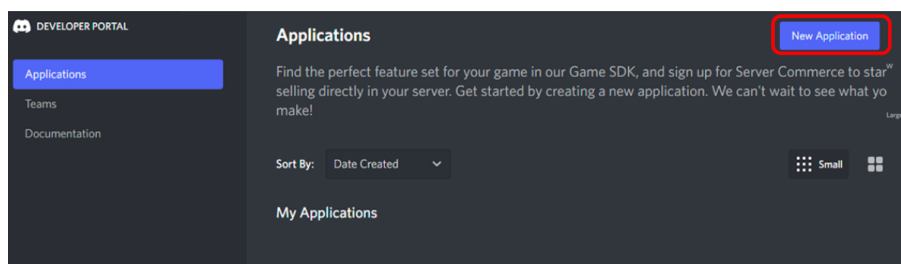 DEVELOPER PORTAL
Applications
Teams
Documentation
Applications
New Application
Find the perfect feature set for your game in our Game SDK, and sign up for Server Commerce to star w
selling directly in your server. Get started by creating a new application. We can't wait to see what yo
make!
Large
Sort By: Date Created
Small
My Applications